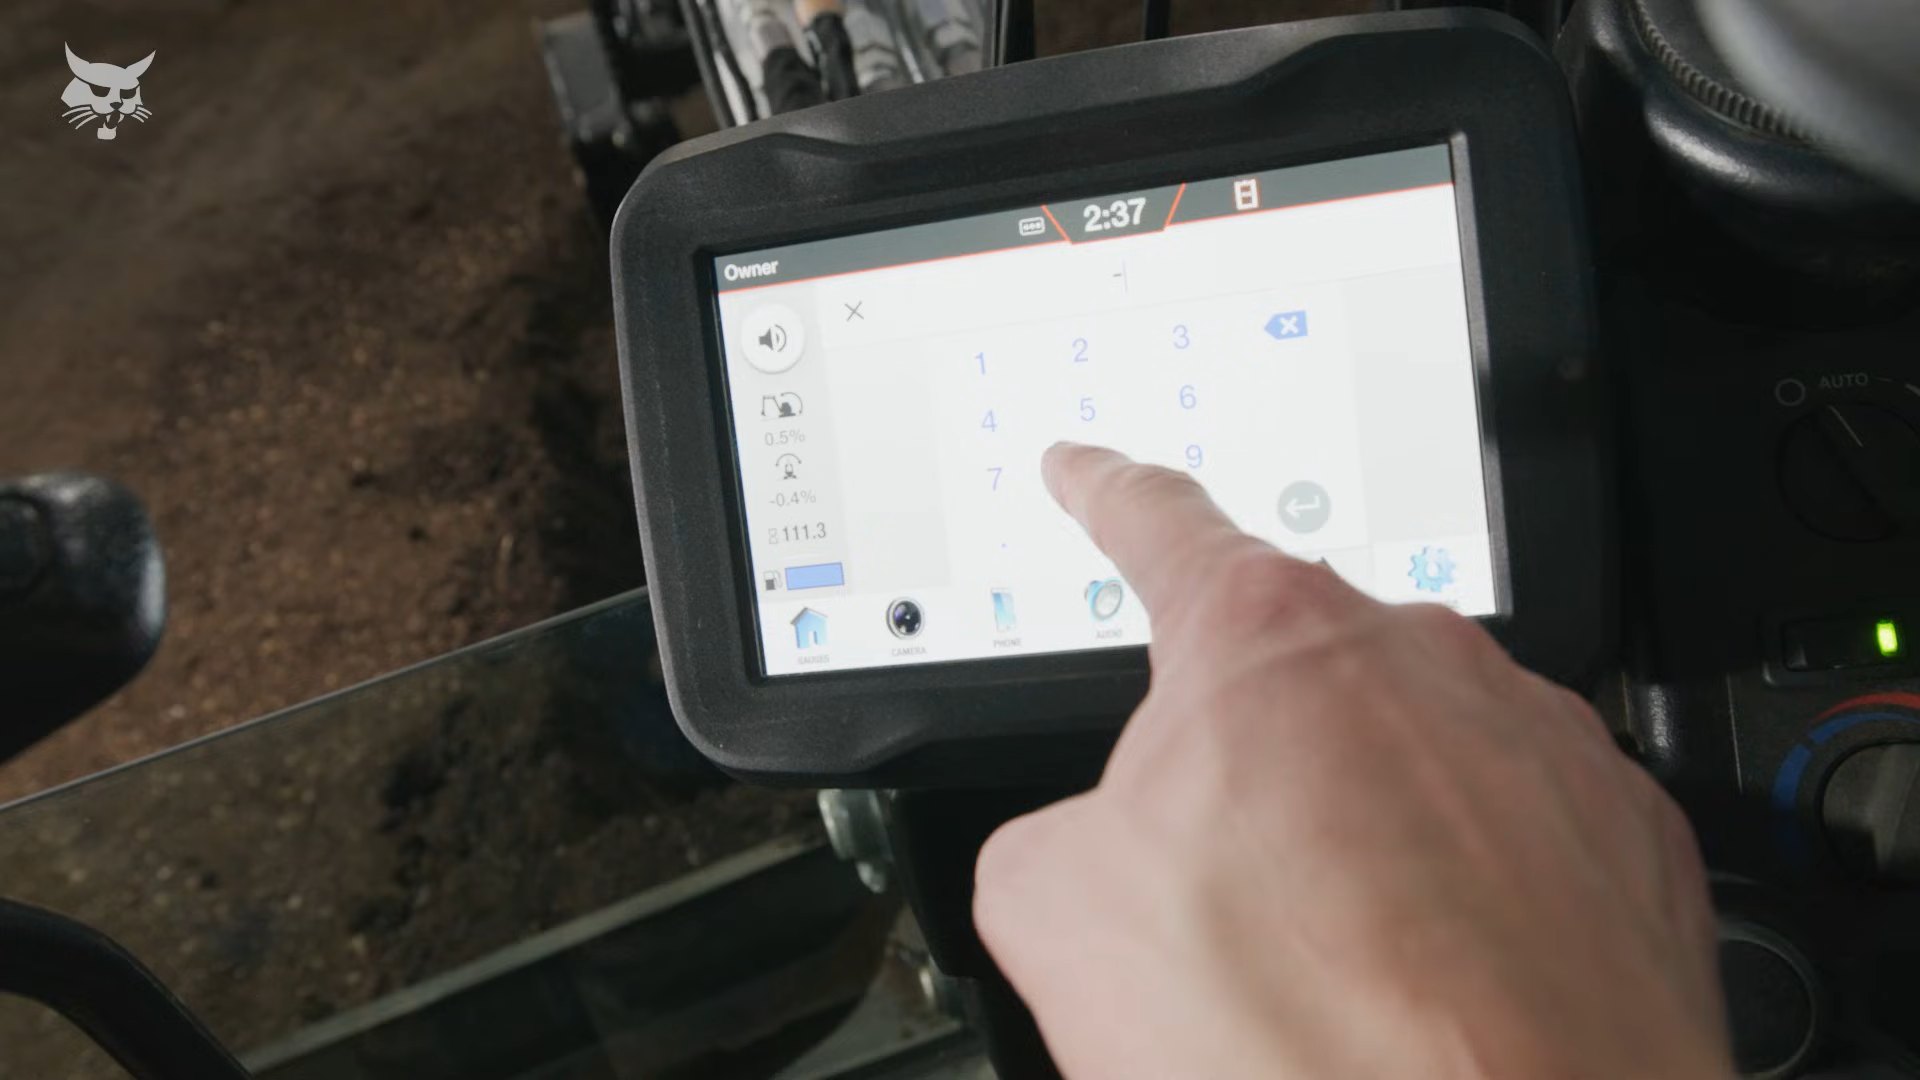 2:37
Owner
-
1 2 3
4 5 6
7 9
.
0.5%
-0.4%
111.3
GAUGES CAMERA PHONE AUDIO
AUTO